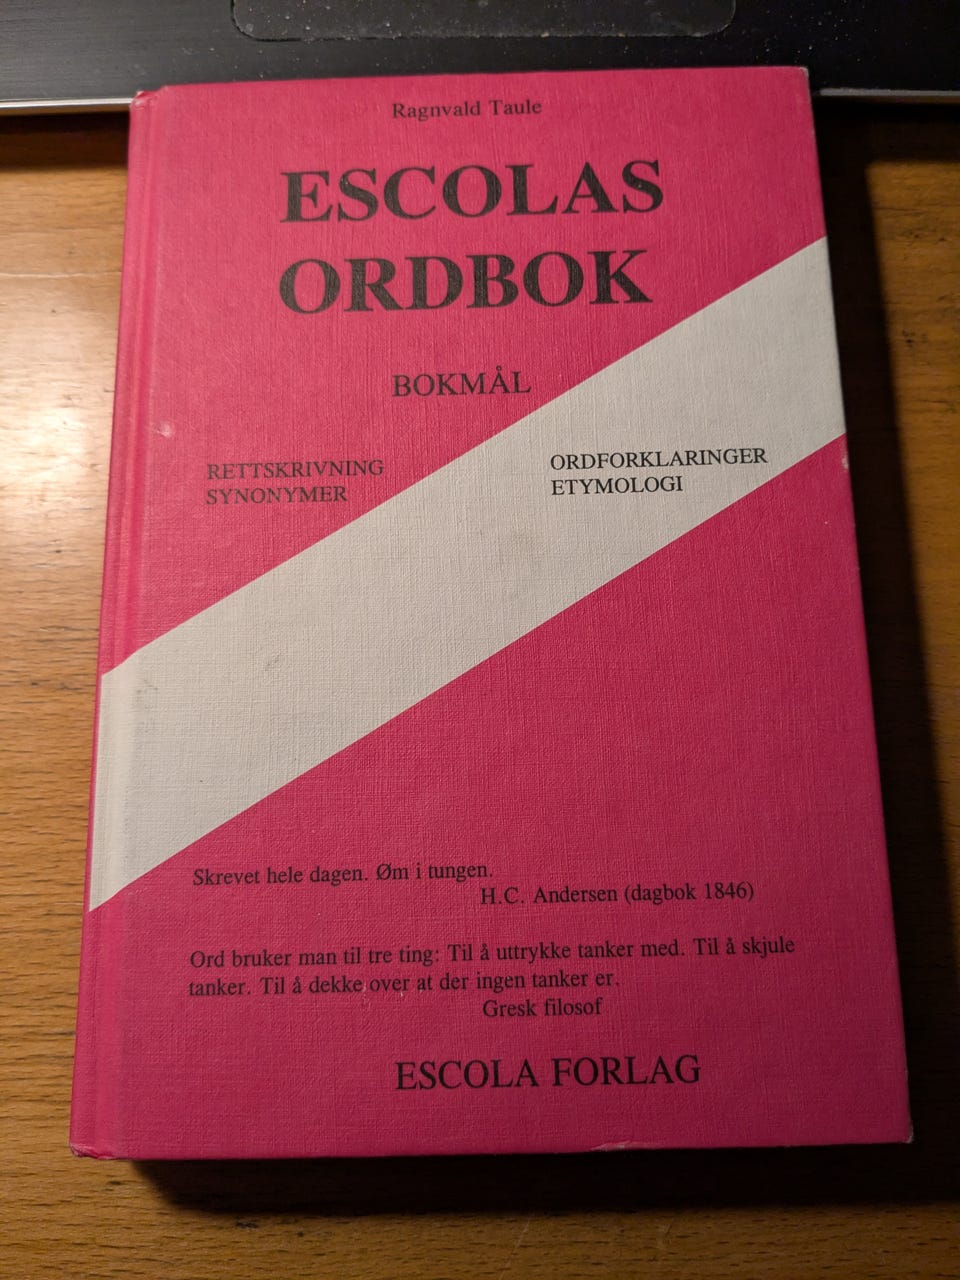 Ragnvald Taule
ESCOLAS
ORDBOK
BOKMÅL
RETTSKRIVNING
SYNONYMER
ORDFORKLARINGER
ETYMOLOGI
Skrevet hele dagen. Øm i tungen.
H.C. Andersen (dagbok 1846)
Ord bruker man til tre ting: Til å uttrykke tanker med. Til å skjule
tanker. Til å dekke over at der ingen tanker er.
Gresk filosof
ESCOLA FORLAG